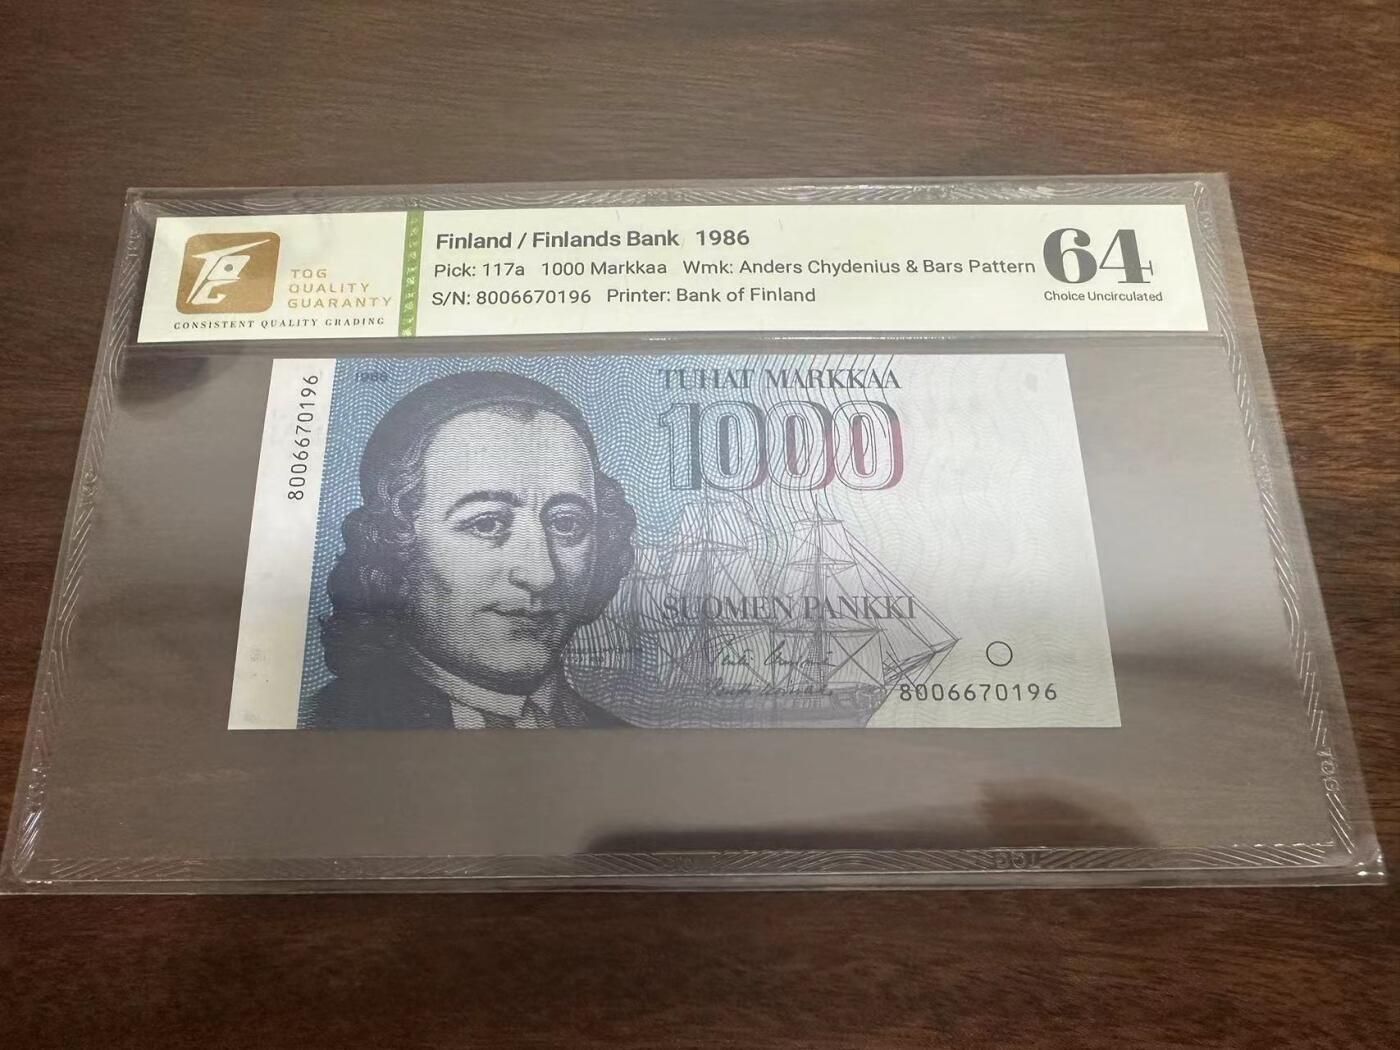 TQG
QUALITY
GUARANTY
CONSISTENT QUALITY GRADING
Finland / Finlands Bank 1986
Pick: 117a 1000 Markkaa Wmk: Anders Chydenius & Bars Pattern
S/N: 8006670196 Printer: Bank of Finland
64
Choice Uncirculated
8006670196
1986
TUHAT MARKKAA
1000
SUOMEN PANKKI
8006670196